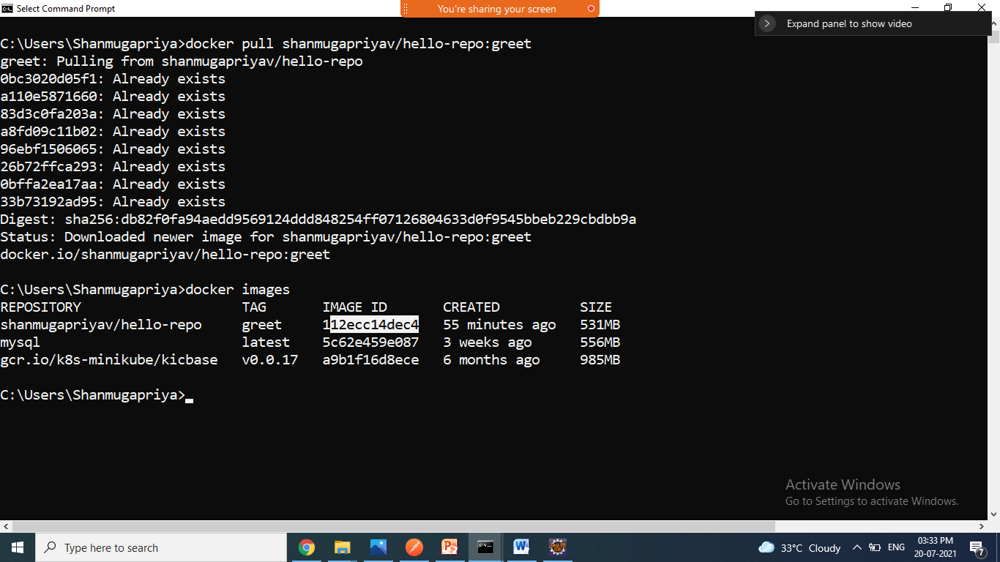 Select Command Prompt
You're sharing your screen
Expand panel to show video
C:\Users\Shanmugapriya>docker pull shanmugapriyav/hello-repo:greet
greet: Pulling from shanmugapriyav/hello-repo
0bc3020d05f1: Already exists
a110e5871660: Already exists
83d3c0fa203a: Already exists
a8fd09c11b02: Already exists
96ebf1506065: Already exists
26b72ffca293: Already exists
0bffa2ea17aa: Already exists
33b73192ad95: Already exists
Digest: sha256:db82f0fa94aedd9569124ddd848254ff07126804633d0f9545bbeb229cbdbb9a
Status: Downloaded newer image for shanmugapriyav/hello-repo:greet
docker.io/shanmugapriyav/hello-repo:greet
C:\Users\Shanmugapriya>docker images
REPOSITORY TAG IMAGE ID CREATED SIZE
shanmugapriyav/hello-repo greet 112ecc14dec4 55 minutes ago 531MB
mysql latest 5c62e459e087 3 weeks ago 556MB
gcr.io/k8s-minikube/kicbase v0.0.17 a9b1f16d8ece 6 months ago 985MB
C:\Users\Shanmugapriya>
Activate Windows
Go to Settings to activate Windows.
Type here to search
33°C Cloudy
ENG
03:33 PM
20-07-2021
7